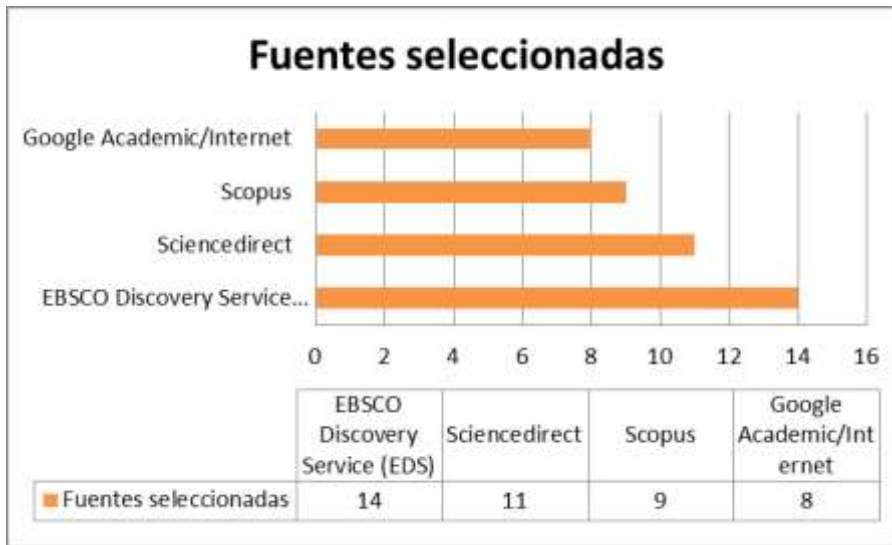 Fuentes seleccionadas
Google Academic/Internet
Scopus
Sciencedirect
EBSCO Discovery Service...
0 2 4 6 8 10 12 14 16
EBSCO
Discovery
Service (EDS)
Sciencedirect
Scopus
Google
Academic/Int
ernet
Fuentes seleccionadas 14 11 9 8